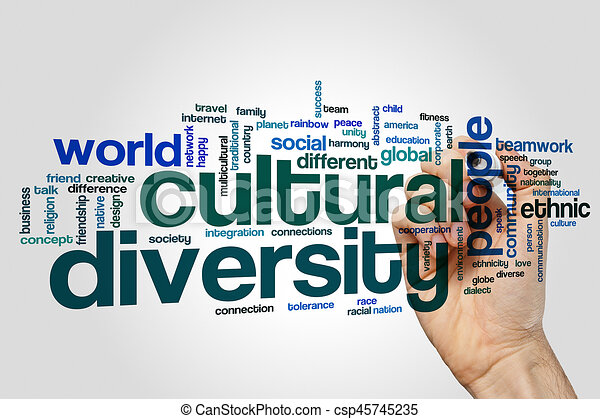 success
travel family team child
internet fitness
world network happy multicultural traditional country planet rainbow peace abstract america corporate earth people teamwork
unity
social harmony education speech group
different global together
friend creative cultural community nationality
business talk difference international
religion friendship native design speak ethnic
concept society integration connections cooperation culture
diversity variety environment person communication
ethnicity love
globe diverse
dialect
connection tolerance race
racial nation
© Can Stock Photo - csp45745235